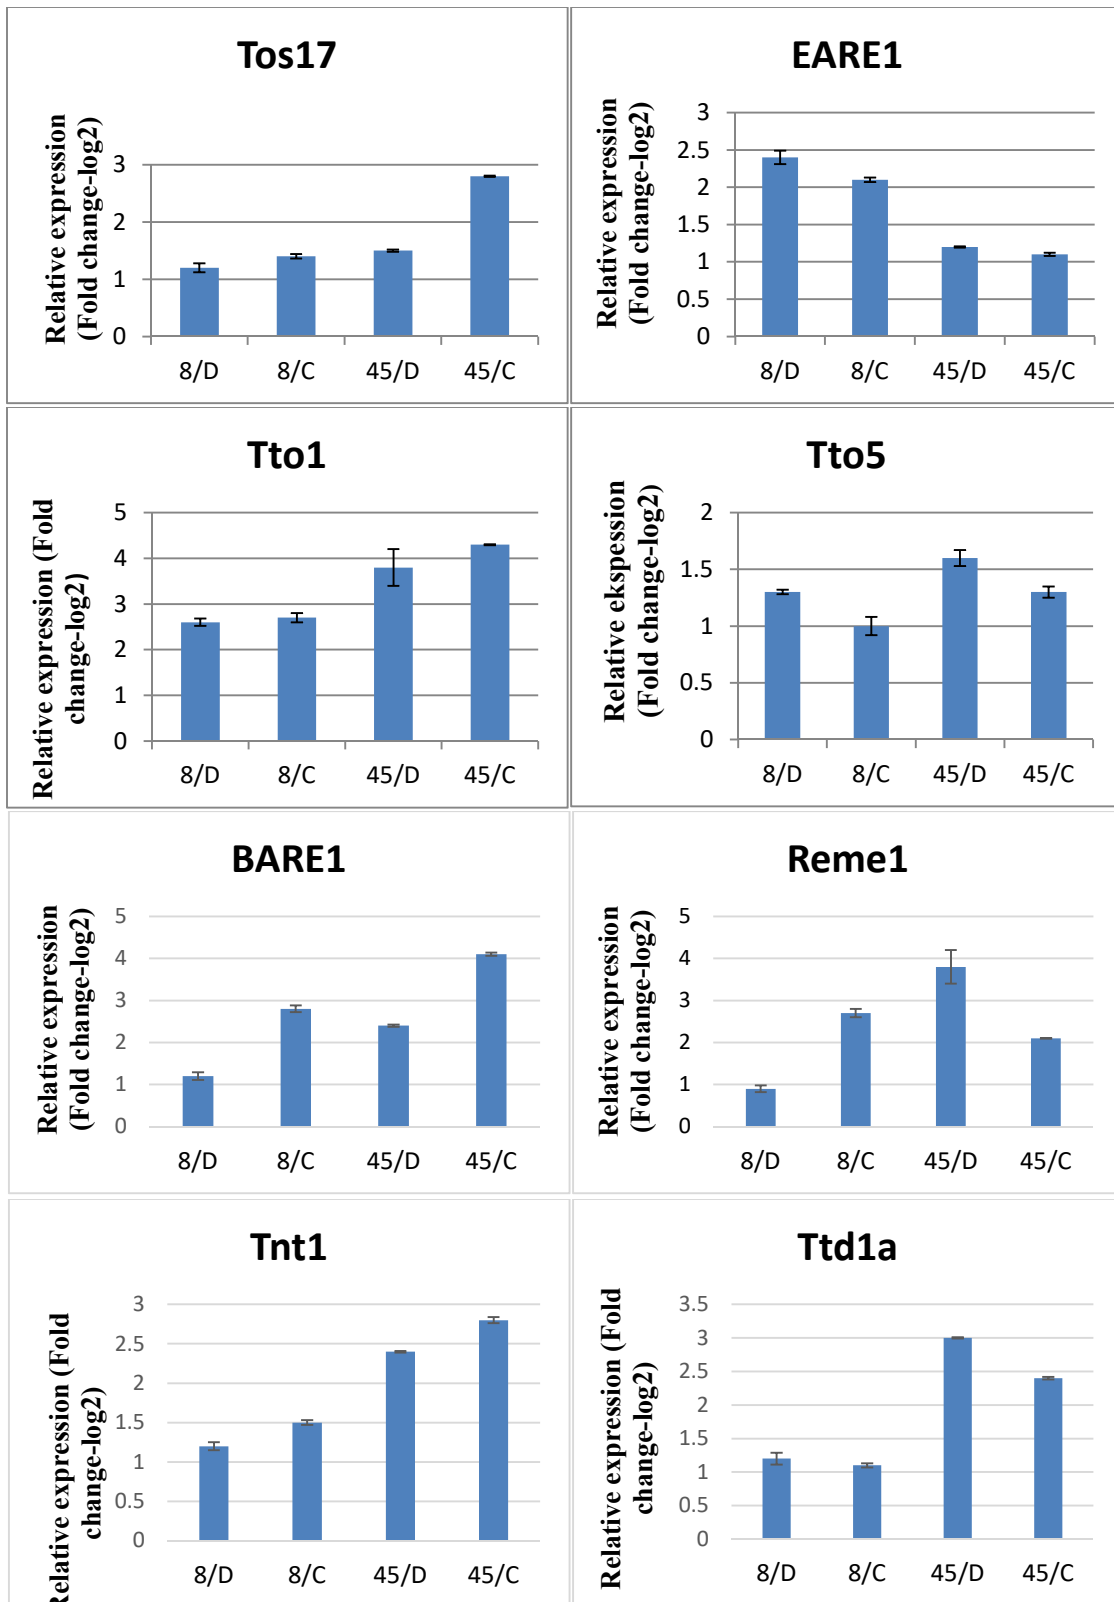 Tos17
Relative expression
(Fold change-log2)
3
2
1
0
8/D 8/C 45/D 45/C
EARE1
Relative expression
(Fold change-log2)
3
2.5
2
1.5
1
0.5
0
8/D 8/C 45/D 45/C
Tto1
Relative expression (Fold
change-log2)
5
4
3
2
1
0
8/D 8/C 45/D 45/C
Tto5
Relative ekspession
(Fold change-log2)
2
1.5
1
0.5
0
8/D 8/C 45/D 45/C
BARE1
Relative expression
(Fold change-log2)
5
4
3
2
1
0
8/D 8/C 45/D 45/C
Reme1
Relative expression
(Fold change-log2)
5
4
3
2
1
0
8/D 8/C 45/D 45/C
Tnt1
Relative expression (Fold
change-log2)
3
2.5
2
1.5
1
0.5
0
8/D 8/C 45/D 45/C
Ttd1a
Relative expression (Fold
change-log2)
3.5
3
2.5
2
1.5
1
0.5
0
8/D 8/C 45/D 45/C